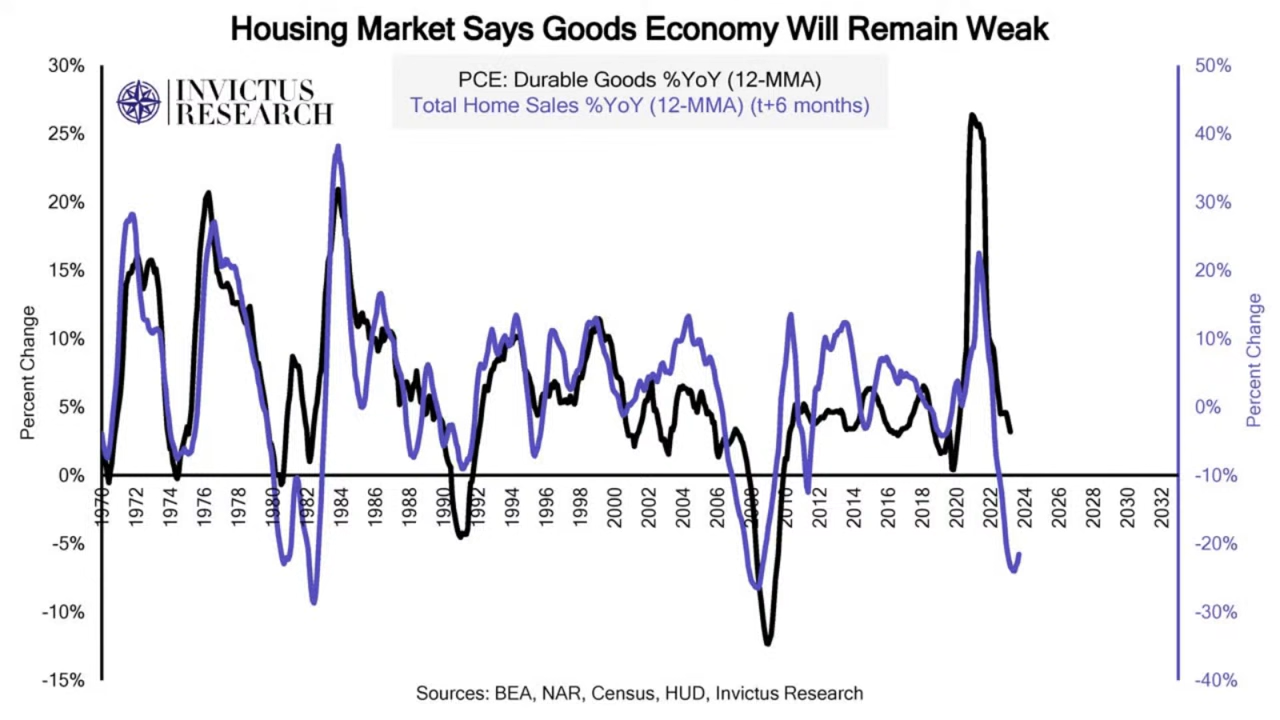 Housing Market Says Goods Economy Will Remain Weak
INVICTUS
RESEARCH
PCE: Durable Goods %YoY (12-MMA)
Total Home Sales %YoY (12-MMA) (t+6 months)
Percent Change
30%
25%
20%
15%
10%
5%
0%
-5%
-10%
-15%
50%
40%
30%
20%
10%
0%
-10%
-20%
-30%
-40%
Percent Change
1970 1972 1974 1976 1978 1980 1982 1984 1986 1988 1990 1992 1994 1996 1998 2000 2002 2004 2006 2008 2010 2012 2014 2016 2018 2020 2022 2024 2026 2028 2030 2032
Sources: BEA, NAR, Census, HUD, Invictus Research